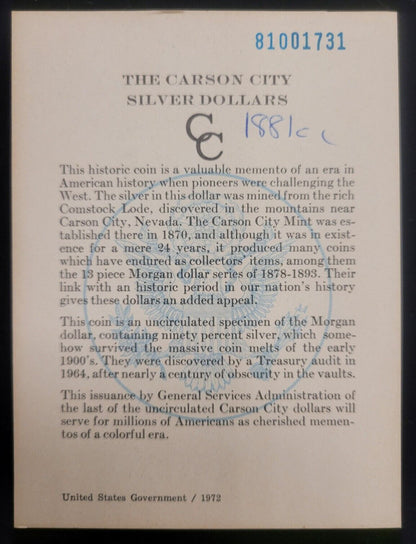 81001731
THE CARSON CITY
SILVER DOLLARS
CC 1881cc
This historic coin is a valuable memento of an era in
American history when pioneers were challenging the
West. The silver in this dollar was mined from the rich
Comstock Lode, discovered in the mountains near
Carson City, Nevada. The Carson City Mint was es-
tablished there in 1870, and although it was in exist-
ence for a mere 24 years, it produced many coins
which have endured as collectors' items, among them
the 13 piece Morgan dollar series of 1878-1893. Their
link with an historic period in our nation's history
gives these dollars an added appeal.
This coin is an uncirculated specimen of the Morgan
dollar, containing ninety percent silver, which some-
how survived the massive coin melts of the early
1900's. They were discovered by a Treasury audit in
1964, after nearly a century of obscurity in the vaults.
This issuance by General Services Administration of
the last of the uncirculated Carson City dollars will
serve for millions of Americans as cherished memen-
tos of a colorful era.
United States Government / 1972